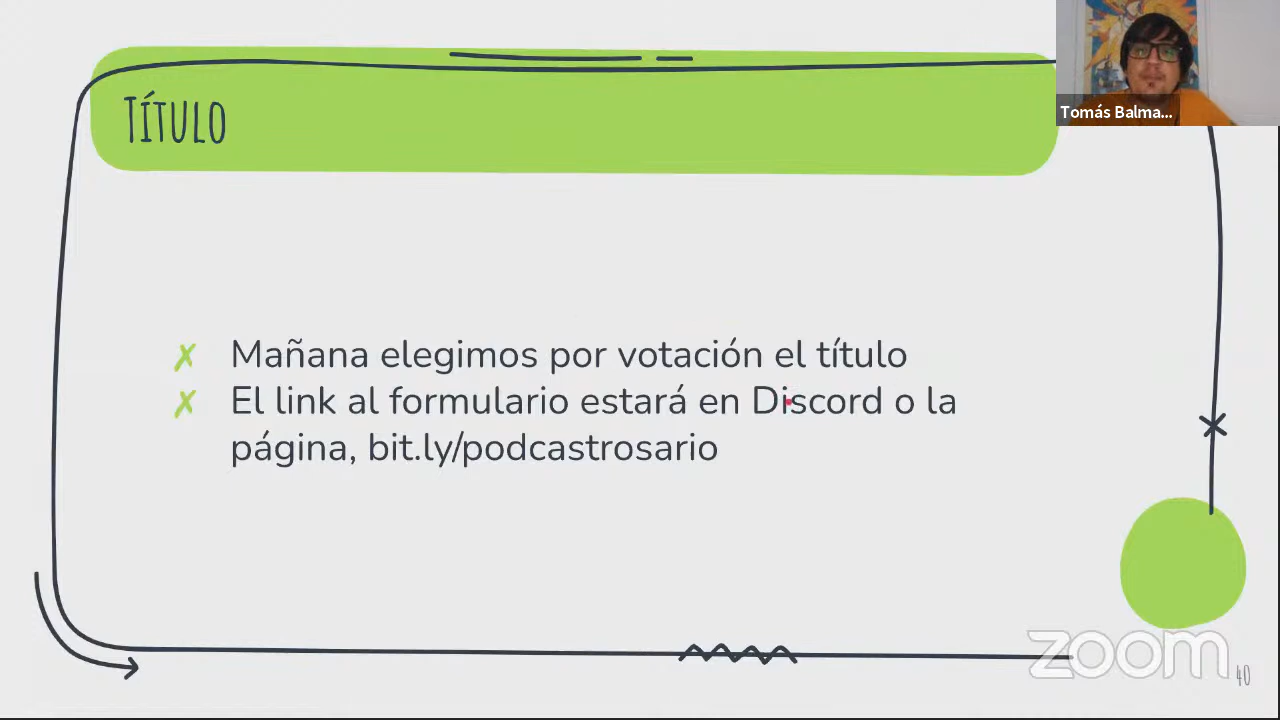 TÍTULO
Tomás Balma...
✗ Mañana elegimos por votación el título
✗ El link al formulario estará en Discord o la
página, bit.ly/podcastrosario
zoom
40